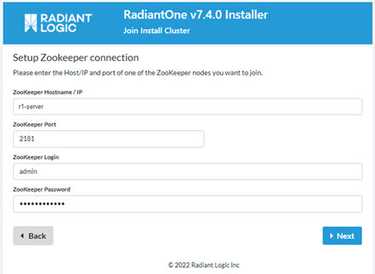 RADIANT
LOGIC
RadiantOne v7.4.0 Installer
Join Install Cluster
Setup Zookeeper connection
Please enter the Host/IP and port of one of the ZooKeeper nodes you want to join.
ZooKeeper Hostname / IP
r1-server
ZooKeeper Port
2181
ZooKeeper Login
admin
ZooKeeper Password
••••••••••••
Back
Next
© 2022 Radiant Logic Inc